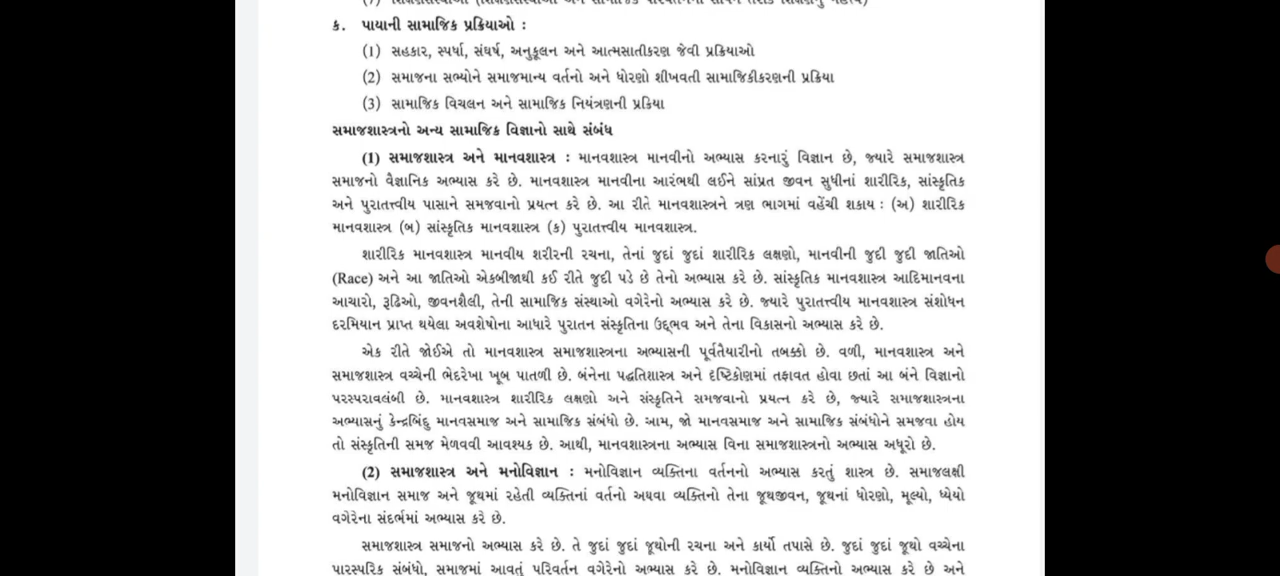 (7) શિક્ષણસંસ્થાઓ (શિક્ષણસંસ્થાઓ અને સામાજિક પરિવર્તનના સાધન તરીકે શિક્ષણનું મહત્વ)
ક. પાયાની સામાજિક પ્રક્રિયાઓ :
(1) સહકાર, સ્પર્ધા, સંઘર્ષ, અનુકૂલન અને આત્મસાતીકરણ જેવી પ્રક્રિયાઓ
(2) સમાજના સભ્યોને સમાજમાન્ય વર્તનો અને ધોરણો શીખવતી સામાજિકીકરણની પ્રક્રિયા
(3) સામાજિક વિચલન અને સામાજિક નિયંત્રણની પ્રક્રિયા
સમાજશાસ્ત્રનો અન્ય સામાજિક વિજ્ઞાનો સાથે સંબંધ
(1) સમાજશાસ્ત્ર અને માનવશાસ્ત્ર : માનવશાસ્ત્ર માનવીનો અભ્યાસ કરનારું વિજ્ઞાન છે, જ્યારે સમાજશાસ્ત્ર
સમાજનો વૈજ્ઞાનિક અભ્યાસ કરે છે. માનવશાસ્ત્ર માનવીના આરંભથી લઈને સાંપ્રત જીવન સુધીનાં શારીરિક, સાંસ્કૃતિક
અને પુરાતત્ત્વીય પાસાને સમજવાનો પ્રયત્ન કરે છે. આ રીતે માનવશાસ્ત્રને ત્રણ ભાગમાં વહેંચી શકાય : (અ) શારીરિક
માનવશાસ્ત્ર (બ) સાંસ્કૃતિક માનવશાસ્ત્ર (ક) પુરાતત્ત્વીય માનવશાસ્ત્ર.
શારીરિક માનવશાસ્ત્ર માનવીય શરીરની રચના, તેનાં જુદાં જુદાં શારીરિક લક્ષણો, માનવીની જુદી જુદી જાતિઓ
(Race) અને આ જાતિઓ એકબીજાથી કઈ રીતે જુદી પડે છે તેનો અભ્યાસ કરે છે. સાંસ્કૃતિક માનવશાસ્ત્ર આદિમાનવના
આચારો, રૂઢિઓ, જીવનશૈલી, તેની સામાજિક સંસ્થાઓ વગેરેનો અભ્યાસ કરે છે. જ્યારે પુરાતત્ત્વીય માનવશાસ્ત્ર સંશોધન
દરમિયાન પ્રાપ્ત થયેલા અવશેષોના આધારે પુરાતન સંસ્કૃતિના ઉદ્દ્ભવ અને તેના વિકાસનો અભ્યાસ કરે છે.
એક રીતે જોઈએ તો માનવશાસ્ત્ર સમાજશાસ્ત્રના અભ્યાસની પૂર્વતૈયારીનો તબક્કો છે. વળી, માનવશાસ્ત્ર અને
સમાજશાસ્ત્ર વચ્ચેની ભેદરેખા ખૂબ પાતળી છે. બંનેના પદ્ધતિશાસ્ત્ર અને દૃષ્ટિકોણમાં તફાવત હોવા છતાં આ બંને વિજ્ઞાનો
પરસ્પરાવલંબી છે. માનવશાસ્ત્ર શારીરિક લક્ષણો અને સંસ્કૃતિને સમજવાનો પ્રયત્ન કરે છે, જ્યારે સમાજશાસ્ત્રના
અભ્યાસનું કેન્દ્રબિંદુ માનવસમાજ અને સામાજિક સંબંધો છે. આમ, જો માનવસમાજ અને સામાજિક સંબંધોને સમજવા હોય
તો સંસ્કૃતિની સમજ મેળવવી આવશ્યક છે. આથી, માનવશાસ્ત્રના અભ્યાસ વિના સમાજશાસ્ત્રનો અભ્યાસ અધૂરો છે.
(2) સમાજશાસ્ત્ર અને મનોવિજ્ઞાન : મનોવિજ્ઞાન વ્યક્તિના વર્તનનો અભ્યાસ કરતું શાસ્ત્ર છે. સમાજલક્ષી
મનોવિજ્ઞાન સમાજ અને જૂથમાં રહેતી વ્યક્તિનાં વર્તનો અથવા વ્યક્તિનો તેના જૂથજીવન, જૂથનાં ધોરણો, મૂલ્યો, ધ્યેયો
વગેરેના સંદર્ભમાં અભ્યાસ કરે છે.
સમાજશાસ્ત્ર સમાજનો અભ્યાસ કરે છે. તે જુદાં જુદાં જૂથોની રચના અને કાર્યો તપાસે છે. જુદાં જુદાં જૂથો વચ્ચેના
પારસ્પરિક સંબંધો, સમાજમાં આવતું પરિવર્તન વગેરેનો અભ્યાસ કરે છે. મનોવિજ્ઞાન વ્યક્તિનો અભ્યાસ કરે છે અને